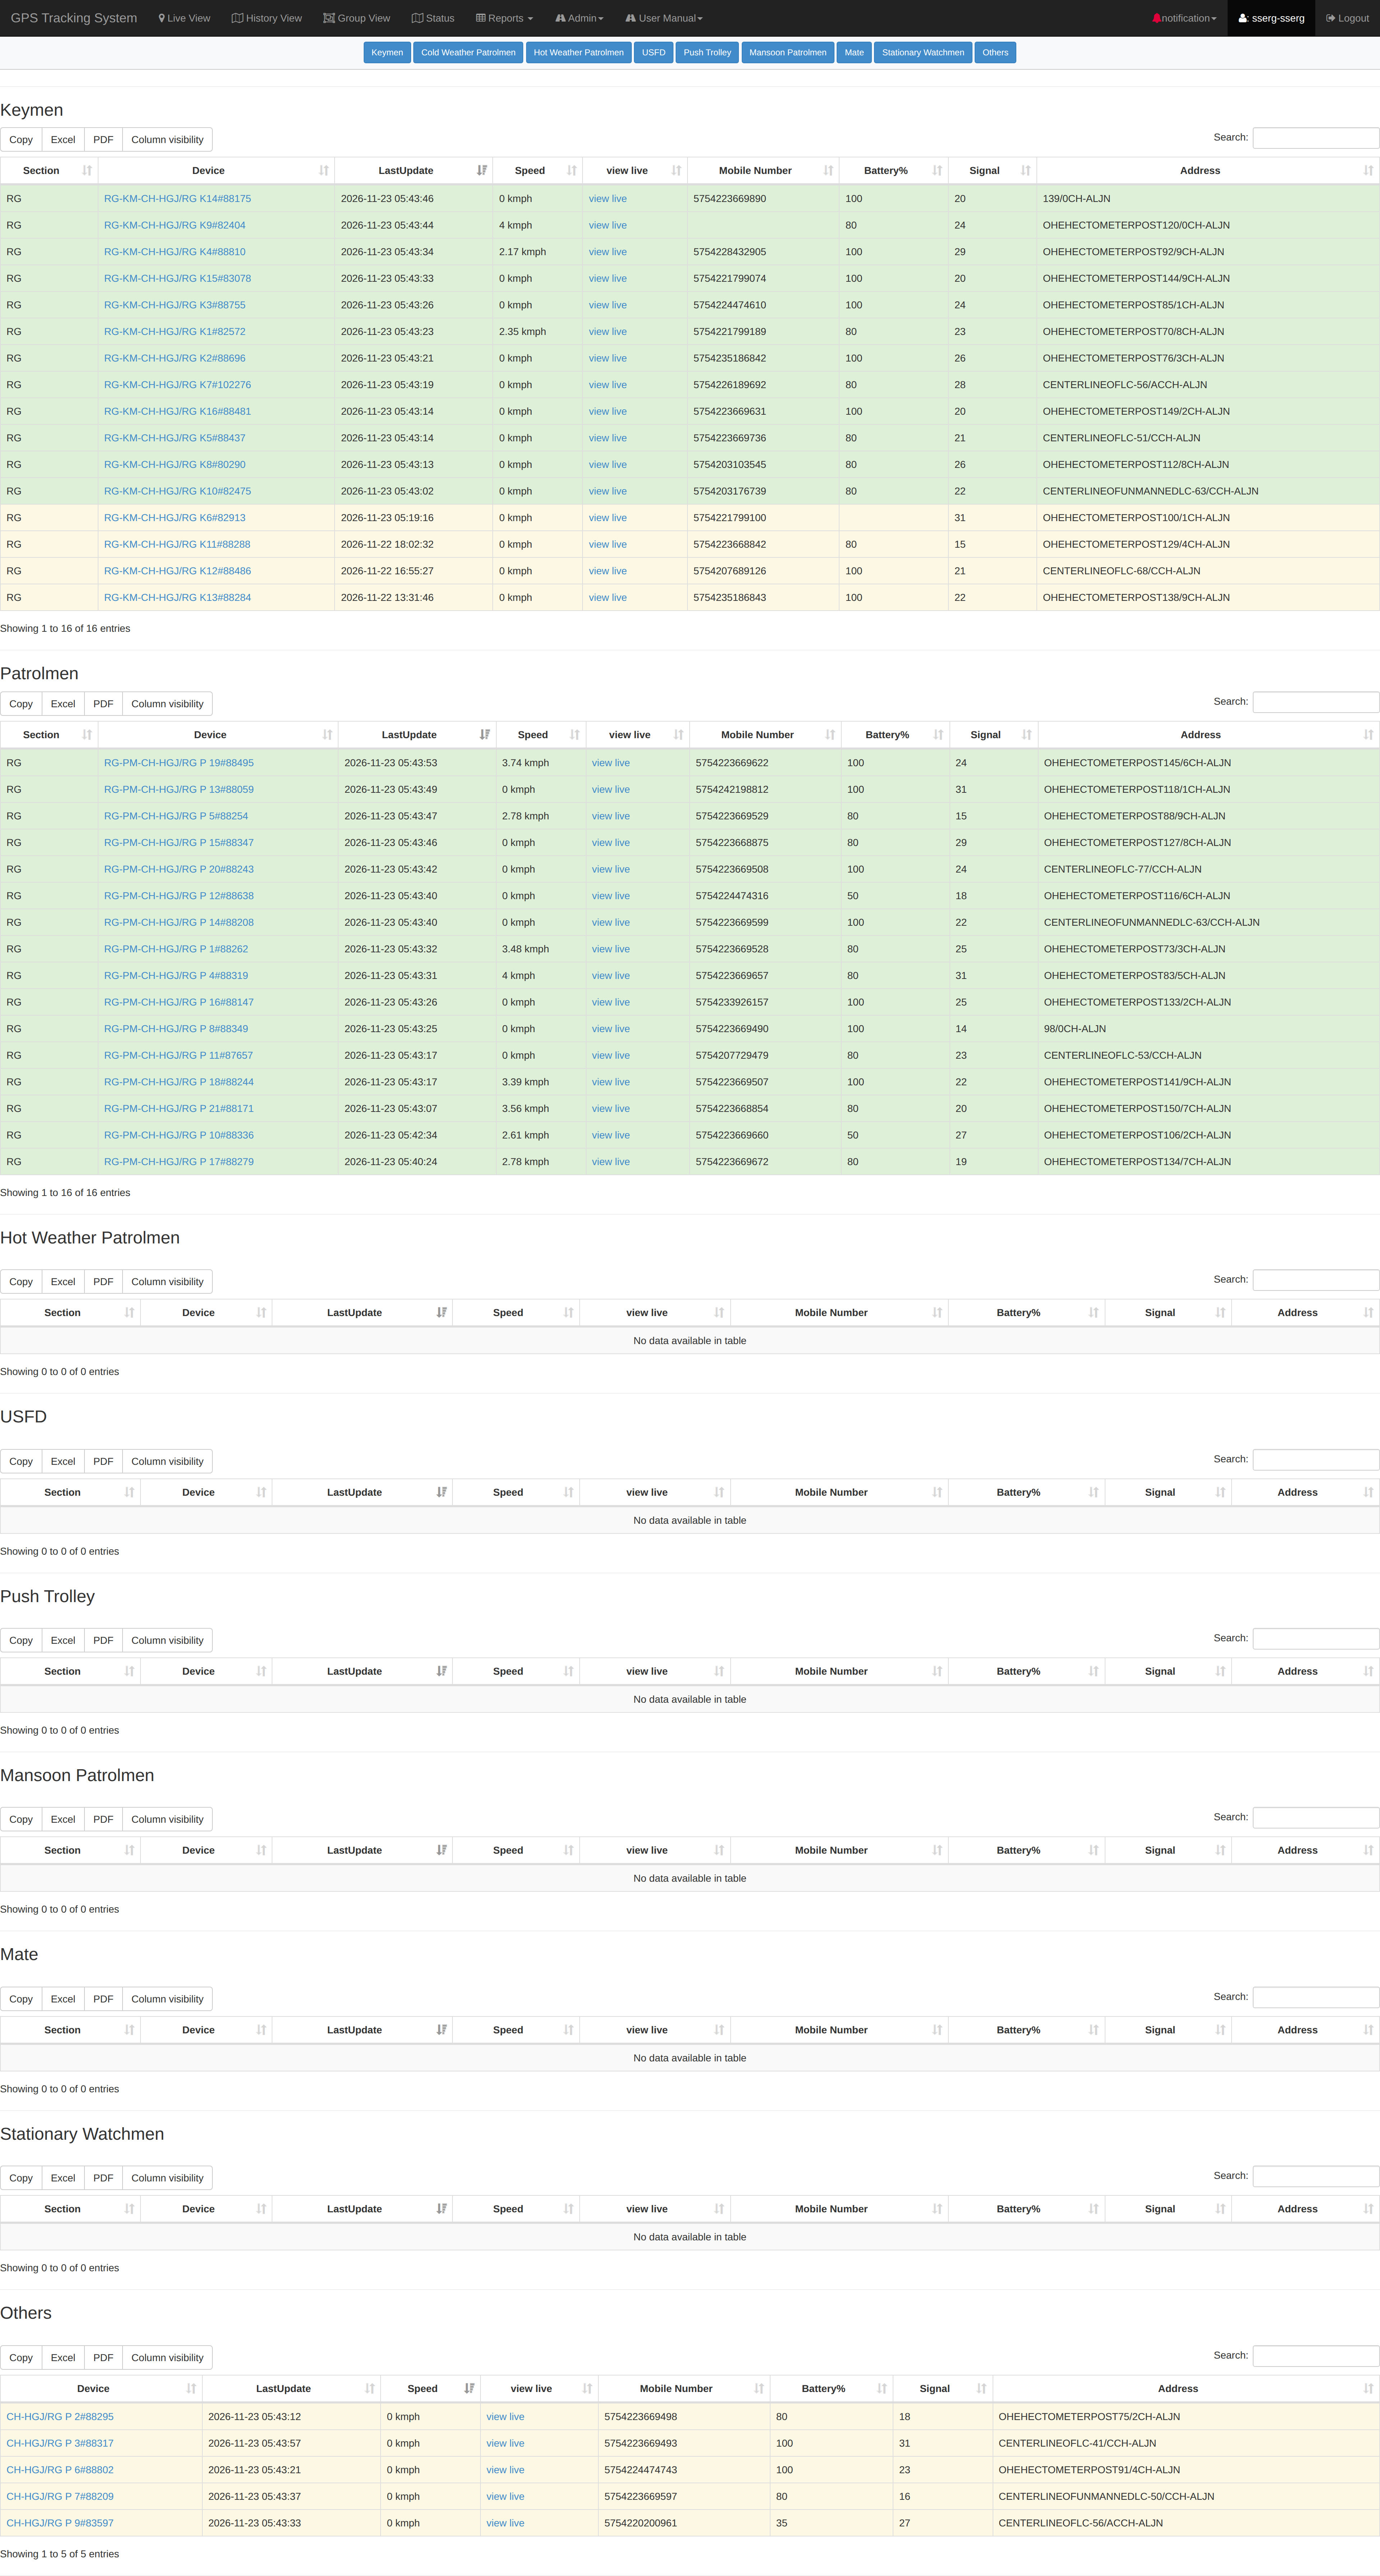 GPS Tracking System Live View History View Group View Status Reports Admin User Manual notification : sserg-sserg Logout
Keymen Cold Weather Patrolmen Hot Weather Patrolmen USFD Push Trolley Mansoon Patrolmen Mate Stationary Watchmen Others
Keymen
Copy Excel PDF Column visibility Search:
Section Device LastUpdate Speed view live Mobile Number Battery% Signal Address
RG RG-KM-CH-HGJ/RG K14#88175 2026-11-23 05:43:46 0 kmph view live 5754223669890 100 20 139/0CH-ALJN
RG RG-KM-CH-HGJ/RG K9#82404 2026-11-23 05:43:44 4 kmph view live 80 24 OHEHECTOMETERPOST120/0CH-ALJN
RG RG-KM-CH-HGJ/RG K4#88810 2026-11-23 05:43:34 2.17 kmph view live 5754228432905 100 29 OHEHECTOMETERPOST92/9CH-ALJN
RG RG-KM-CH-HGJ/RG K15#83078 2026-11-23 05:43:33 0 kmph view live 5754221799074 100 20 OHEHECTOMETERPOST144/9CH-ALJN
RG RG-KM-CH-HGJ/RG K3#88755 2026-11-23 05:43:26 0 kmph view live 5754224474610 100 24 OHEHECTOMETERPOST85/1CH-ALJN
RG RG-KM-CH-HGJ/RG K1#82572 2026-11-23 05:43:23 2.35 kmph view live 5754221799189 80 23 OHEHECTOMETERPOST70/8CH-ALJN
RG RG-KM-CH-HGJ/RG K2#88696 2026-11-23 05:43:21 0 kmph view live 5754235186842 100 26 OHEHECTOMETERPOST76/3CH-ALJN
RG RG-KM-CH-HGJ/RG K7#102276 2026-11-23 05:43:19 0 kmph view live 5754226189692 80 28 CENTERLINEOFLC-56/ACCH-ALJN
RG RG-KM-CH-HGJ/RG K16#88481 2026-11-23 05:43:14 0 kmph view live 5754223669631 100 20 OHEHECTOMETERPOST149/2CH-ALJN
RG RG-KM-CH-HGJ/RG K5#88437 2026-11-23 05:43:14 0 kmph view live 5754223669736 80 21 CENTERLINEOFLC-51/CCH-ALJN
RG RG-KM-CH-HGJ/RG K8#80290 2026-11-23 05:43:13 0 kmph view live 5754203103545 80 26 OHEHECTOMETERPOST112/8CH-ALJN
RG RG-KM-CH-HGJ/RG K10#82475 2026-11-23 05:43:02 0 kmph view live 5754203176739 80 22 CENTERLINEOFUNMANNEDLC-63/CCH-ALJN
RG RG-KM-CH-HGJ/RG K6#82913 2026-11-23 05:19:16 0 kmph view live 5754221799100 31 OHEHECTOMETERPOST100/1CH-ALJN
RG RG-KM-CH-HGJ/RG K11#88288 2026-11-22 18:02:32 0 kmph view live 5754223668842 80 15 OHEHECTOMETERPOST129/4CH-ALJN
RG RG-KM-CH-HGJ/RG K12#88486 2026-11-22 16:55:27 0 kmph view live 5754207689126 100 21 CENTERLINEOFLC-68/CCH-ALJN
RG RG-KM-CH-HGJ/RG K13#88284 2026-11-22 13:31:46 0 kmph view live 5754235186843 100 22 OHEHECTOMETERPOST138/9CH-ALJN
Showing 1 to 16 of 16 entries
Patrolmen
Copy Excel PDF Column visibility Search:
Section Device LastUpdate Speed view live Mobile Number Battery% Signal Address
RG RG-PM-CH-HGJ/RG P 19#88495 2026-11-23 05:43:53 3.74 kmph view live 5754223669622 100 24 OHEHECTOMETERPOST145/6CH-ALJN
RG RG-PM-CH-HGJ/RG P 13#88059 2026-11-23 05:43:49 0 kmph view live 5754242198812 100 31 OHEHECTOMETERPOST118/1CH-ALJN
RG RG-PM-CH-HGJ/RG P 5#88254 2026-11-23 05:43:47 2.78 kmph view live 5754223669529 80 15 OHEHECTOMETERPOST88/9CH-ALJN
RG RG-PM-CH-HGJ/RG P 15#88347 2026-11-23 05:43:46 0 kmph view live 5754223668875 80 29 OHEHECTOMETERPOST127/8CH-ALJN
RG RG-PM-CH-HGJ/RG P 20#88243 2026-11-23 05:43:42 0 kmph view live 5754223669508 100 24 CENTERLINEOFLC-77/CCH-ALJN
RG RG-PM-CH-HGJ/RG P 12#88638 2026-11-23 05:43:40 0 kmph view live 5754224474316 50 18 OHEHECTOMETERPOST116/6CH-ALJN
RG RG-PM-CH-HGJ/RG P 14#88208 2026-11-23 05:43:40 0 kmph view live 5754223669599 100 22 CENTERLINEOFUNMANNEDLC-63/CCH-ALJN
RG RG-PM-CH-HGJ/RG P 1#88262 2026-11-23 05:43:32 3.48 kmph view live 5754223669528 80 25 OHEHECTOMETERPOST73/3CH-ALJN
RG RG-PM-CH-HGJ/RG P 4#88319 2026-11-23 05:43:31 4 kmph view live 5754223669657 80 31 OHEHECTOMETERPOST83/5CH-ALJN
RG RG-PM-CH-HGJ/RG P 16#88147 2026-11-23 05:43:26 0 kmph view live 5754233926157 100 25 OHEHECTOMETERPOST133/2CH-ALJN
RG RG-PM-CH-HGJ/RG P 8#88349 2026-11-23 05:43:25 0 kmph view live 5754223669490 100 14 98/0CH-ALJN
RG RG-PM-CH-HGJ/RG P 11#87657 2026-11-23 05:43:17 0 kmph view live 5754207729479 80 23 CENTERLINEOFLC-53/CCH-ALJN
RG RG-PM-CH-HGJ/RG P 18#88244 2026-11-23 05:43:17 3.39 kmph view live 5754223669507 100 22 OHEHECTOMETERPOST141/9CH-ALJN
RG RG-PM-CH-HGJ/RG P 21#88171 2026-11-23 05:43:07 3.56 kmph view live 5754223668854 80 20 OHEHECTOMETERPOST150/7CH-ALJN
RG RG-PM-CH-HGJ/RG P 10#88336 2026-11-23 05:42:34 2.61 kmph view live 5754223669660 50 27 OHEHECTOMETERPOST106/2CH-ALJN
RG RG-PM-CH-HGJ/RG P 17#88279 2026-11-23 05:40:24 2.78 kmph view live 5754223669672 80 19 OHEHECTOMETERPOST134/7CH-ALJN
Showing 1 to 16 of 16 entries
Hot Weather Patrolmen
Copy Excel PDF Column visibility Search:
Section Device LastUpdate Speed view live Mobile Number Battery% Signal Address
No data available in table
Showing 0 to 0 of 0 entries
USFD
Copy Excel PDF Column visibility Search:
Section Device LastUpdate Speed view live Mobile Number Battery% Signal Address
No data available in table
Showing 0 to 0 of 0 entries
Push Trolley
Copy Excel PDF Column visibility Search:
Section Device LastUpdate Speed view live Mobile Number Battery% Signal Address
No data available in table
Showing 0 to 0 of 0 entries
Mansoon Patrolmen
Copy Excel PDF Column visibility Search:
Section Device LastUpdate Speed view live Mobile Number Battery% Signal Address
No data available in table
Showing 0 to 0 of 0 entries
Mate
Copy Excel PDF Column visibility Search:
Section Device LastUpdate Speed view live Mobile Number Battery% Signal Address
No data available in table
Showing 0 to 0 of 0 entries
Stationary Watchmen
Copy Excel PDF Column visibility Search:
Section Device LastUpdate Speed view live Mobile Number Battery% Signal Address
No data available in table
Showing 0 to 0 of 0 entries
Others
Copy Excel PDF Column visibility Search:
Device LastUpdate Speed view live Mobile Number Battery% Signal Address
CH-HGJ/RG P 2#88295 2026-11-23 05:43:12 0 kmph view live 5754223669498 80 18 OHEHECTOMETERPOST75/2CH-ALJN
CH-HGJ/RG P 3#88317 2026-11-23 05:43:57 0 kmph view live 5754223669493 100 31 CENTERLINEOFLC-41/CCH-ALJN
CH-HGJ/RG P 6#88802 2026-11-23 05:43:21 0 kmph view live 5754224474743 100 23 OHEHECTOMETERPOST91/4CH-ALJN
CH-HGJ/RG P 7#88209 2026-11-23 05:43:37 0 kmph view live 5754223669597 80 16 CENTERLINEOFUNMANNEDLC-50/CCH-ALJN
CH-HGJ/RG P 9#83597 2026-11-23 05:43:33 0 kmph view live 5754220200961 35 27 CENTERLINEOFLC-56/ACCH-ALJN
Showing 1 to 5 of 5 entries